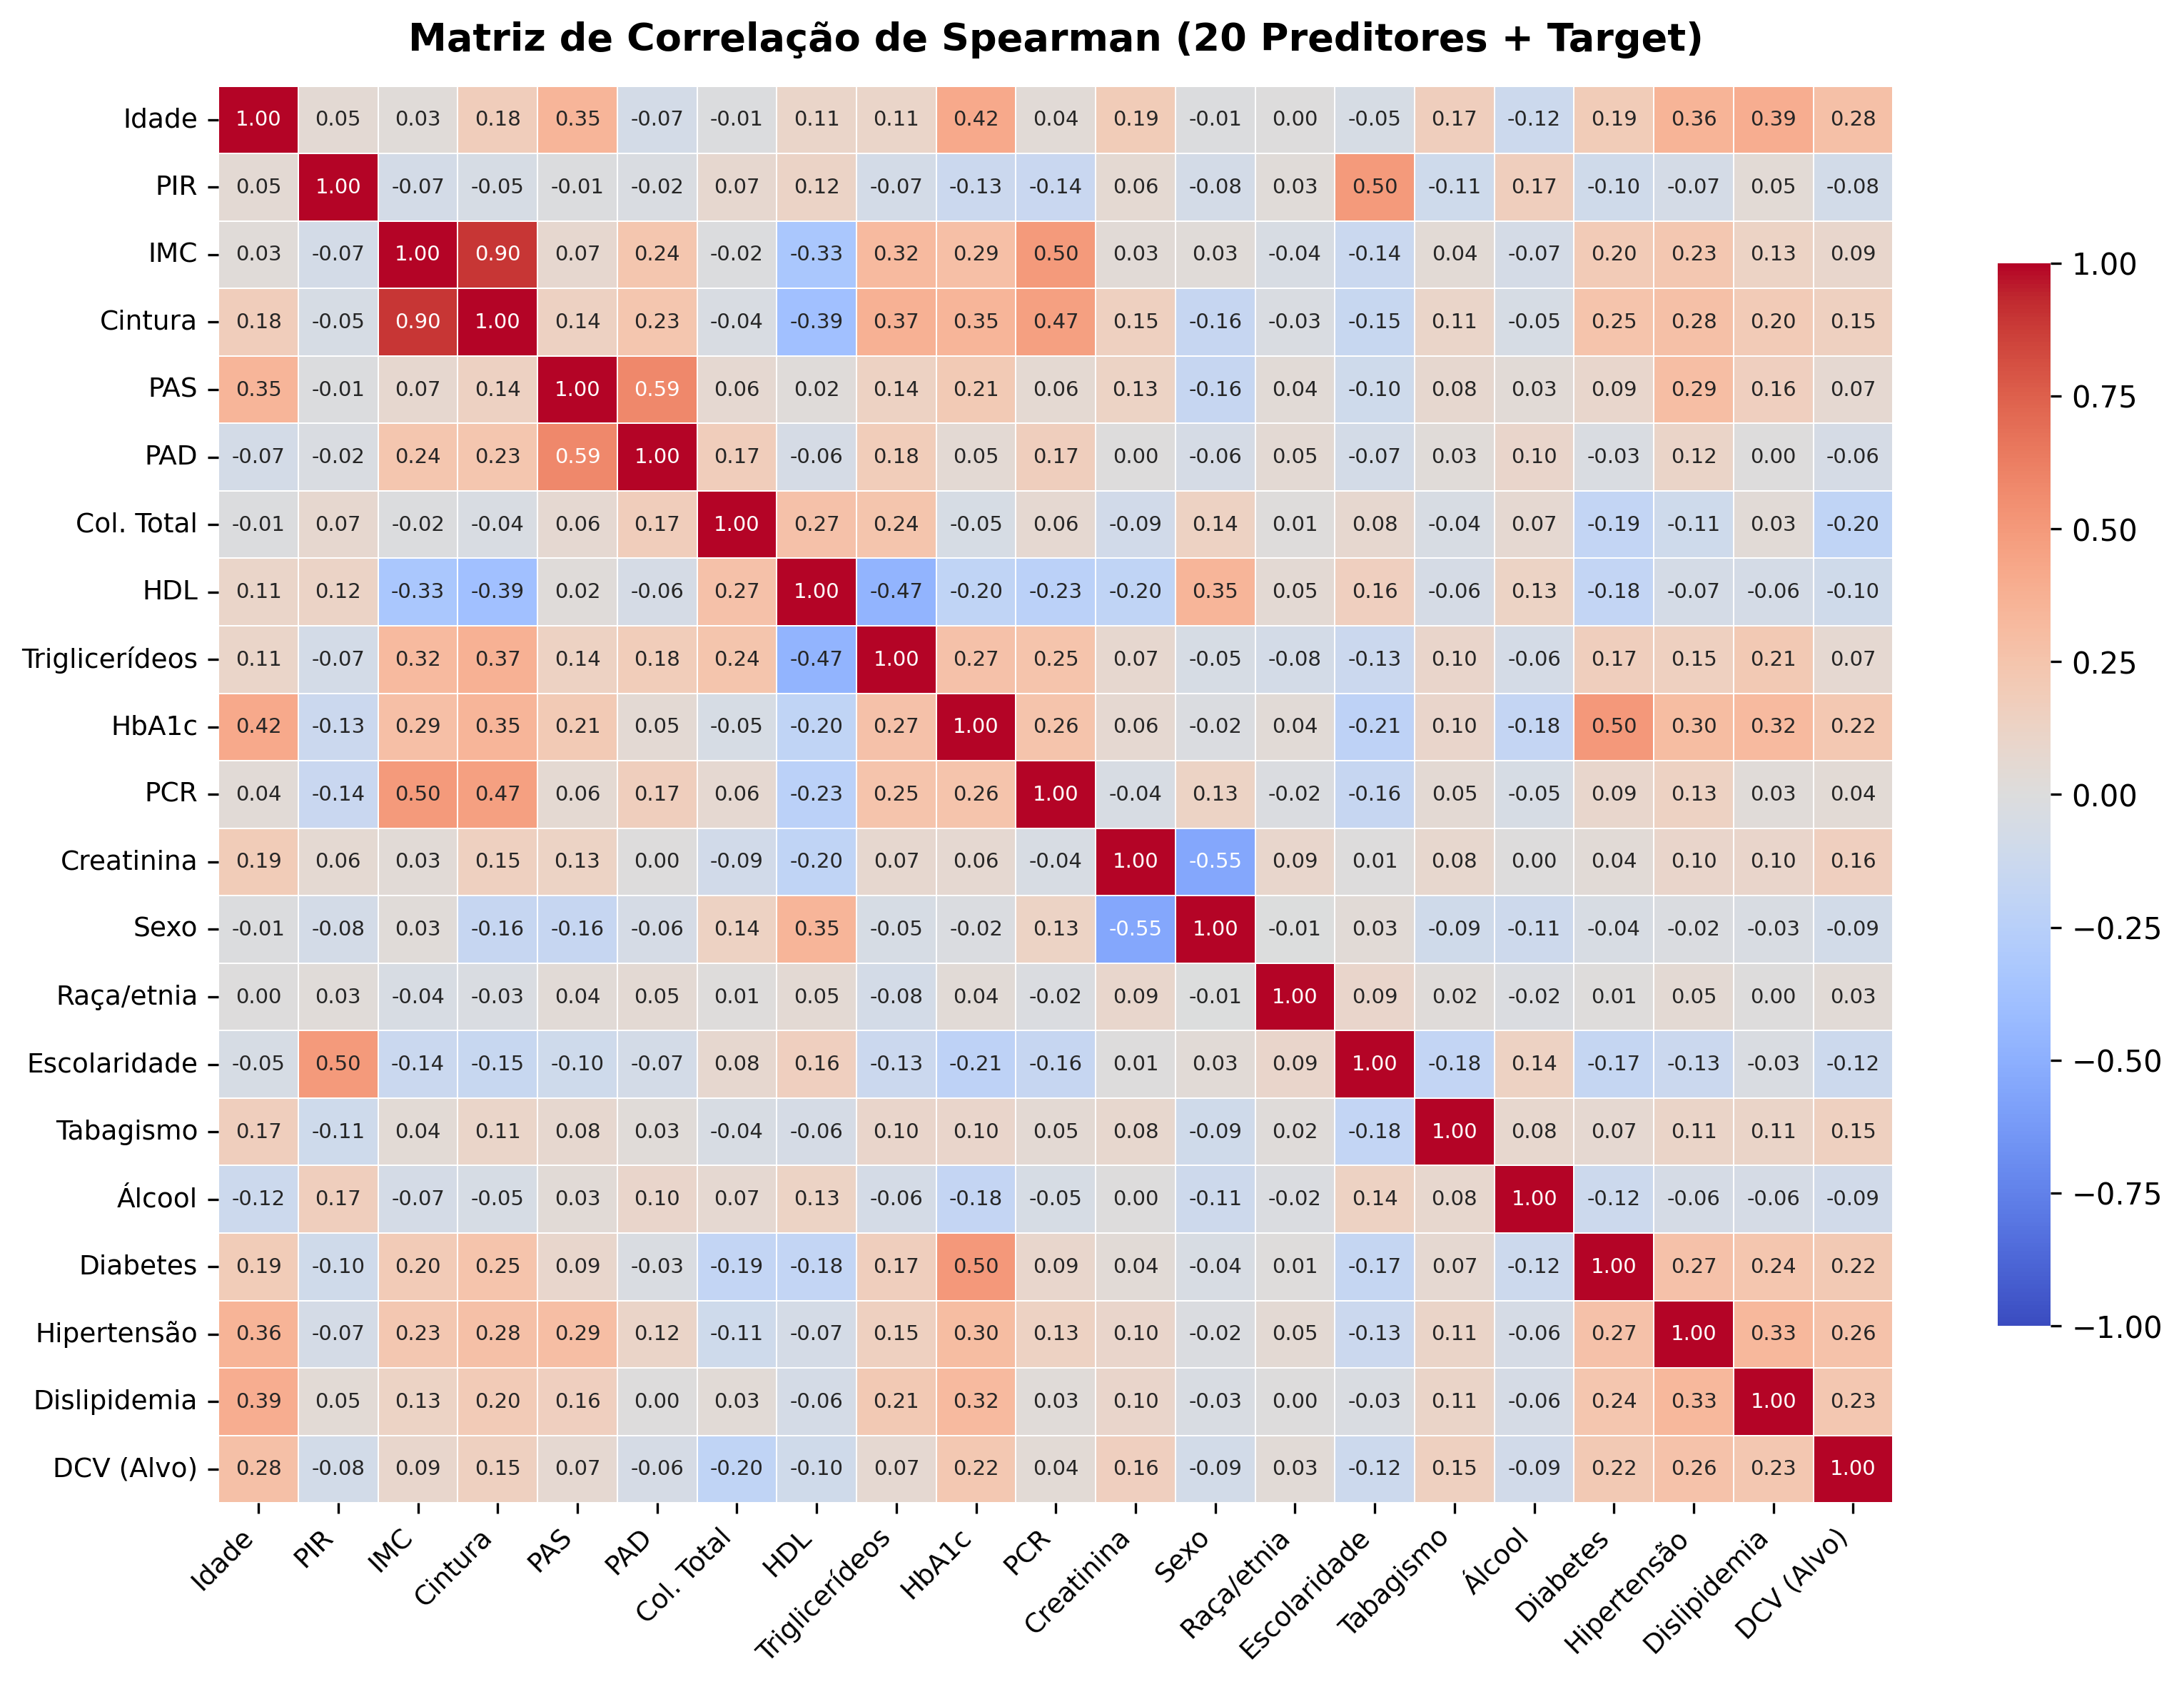 Matriz de Correlação de Spearman (20 Preditores + Target)
Idade 1.00 0.05 0.03 0.18 0.35 -0.07 -0.01 0.11 0.11 0.42 0.04 0.19 -0.01 0.00 -0.05 0.17 -0.12 0.19 0.36 0.39 0.28
PIR 0.05 1.00 -0.07 -0.05 -0.01 -0.02 0.07 0.12 -0.07 -0.13 -0.14 0.06 -0.08 0.03 0.50 -0.11 0.17 -0.10 -0.07 0.05 -0.08
IMC 0.03 -0.07 1.00 0.90 0.07 0.24 -0.02 -0.33 0.32 0.29 0.50 0.03 0.03 -0.04 -0.14 0.04 -0.07 0.20 0.23 0.13 0.09
Cintura 0.18 -0.05 0.90 1.00 0.14 0.23 -0.04 -0.39 0.37 0.35 0.47 0.15 -0.16 -0.03 -0.15 0.11 -0.05 0.25 0.28 0.20 0.15
PAS 0.35 -0.01 0.07 0.14 1.00 0.59 0.06 0.02 0.14 0.21 0.06 0.13 -0.16 0.04 -0.10 0.08 0.03 0.09 0.29 0.16 0.07
PAD -0.07 -0.02 0.24 0.23 0.59 1.00 0.17 -0.06 0.18 0.05 0.17 0.00 -0.06 0.05 -0.07 0.03 0.10 -0.03 0.12 0.00 -0.06
Col. Total -0.01 0.07 -0.02 -0.04 0.06 0.17 1.00 0.27 0.24 -0.05 0.06 -0.09 0.14 0.01 0.08 -0.04 0.07 -0.19 -0.11 0.03 -0.20
HDL 0.11 0.12 -0.33 -0.39 0.02 -0.06 0.27 1.00 -0.47 -0.20 -0.23 -0.20 0.35 0.05 0.16 -0.06 0.13 -0.18 -0.07 -0.06 -0.10
Triglicerídeos 0.11 -0.07 0.32 0.37 0.14 0.18 0.24 -0.47 1.00 0.27 0.25 0.07 -0.05 -0.08 -0.13 0.10 -0.06 0.17 0.15 0.21 0.07
HbA1c 0.42 -0.13 0.29 0.35 0.21 0.05 -0.05 -0.20 0.27 1.00 0.26 0.06 -0.02 0.04 -0.21 0.10 -0.18 0.50 0.30 0.32 0.22
PCR 0.04 -0.14 0.50 0.47 0.06 0.17 0.06 -0.23 0.25 0.26 1.00 -0.04 0.13 -0.02 -0.16 0.05 -0.05 0.09 0.13 0.03 0.04
Creatinina 0.19 0.06 0.03 0.15 0.13 0.00 -0.09 -0.20 0.07 0.06 -0.04 1.00 -0.55 0.09 0.01 0.08 0.00 0.04 0.10 0.10 0.16
Sexo -0.01 -0.08 0.03 -0.16 -0.16 -0.06 0.14 0.35 -0.05 -0.02 0.13 -0.55 1.00 -0.01 0.03 -0.09 -0.11 -0.04 -0.02 -0.03 -0.09
Raça/etnia 0.00 0.03 -0.04 -0.03 0.04 0.05 0.01 0.05 -0.08 0.04 -0.02 0.09 -0.01 1.00 0.09 0.02 -0.02 0.01 0.05 0.00 0.03
Escolaridade -0.05 0.50 -0.14 -0.15 -0.10 -0.07 0.08 0.16 -0.13 -0.21 -0.16 0.01 0.03 0.09 1.00 -0.18 0.14 -0.17 -0.13 -0.03 -0.12
Tabagismo 0.17 -0.11 0.04 0.11 0.08 0.03 -0.04 -0.06 0.10 0.10 0.05 0.08 -0.09 0.02 -0.18 1.00 0.08 0.07 0.11 0.11 0.15
Álcool -0.12 0.17 -0.07 -0.05 0.03 0.10 0.07 0.13 -0.06 -0.18 -0.05 0.00 -0.11 -0.02 0.14 0.08 1.00 -0.12 -0.06 -0.06 -0.09
Diabetes 0.19 -0.10 0.20 0.25 0.09 -0.03 -0.19 -0.18 0.17 0.50 0.09 0.04 -0.04 0.01 -0.17 0.07 -0.12 1.00 0.27 0.24 0.22
Hipertensão 0.36 -0.07 0.23 0.28 0.29 0.12 -0.11 -0.07 0.15 0.30 0.13 0.10 -0.02 0.05 -0.13 0.11 -0.06 0.27 1.00 0.33 0.26
Dislipidemia 0.39 0.05 0.13 0.20 0.16 0.00 0.03 -0.06 0.21 0.32 0.03 0.10 -0.03 0.00 -0.03 0.11 -0.06 0.24 0.33 1.00 0.23
DCV (Alvo) 0.28 -0.08 0.09 0.15 0.07 -0.06 -0.20 -0.10 0.07 0.22 0.04 0.16 -0.09 0.03 -0.12 0.15 -0.09 0.22 0.26 0.23 1.00
Idade PIR IMC Cintura PAS PAD Col. Total HDL Triglicerídeos HbA1c PCR Creatinina Sexo Raça/etnia Escolaridade Tabagismo Álcool Diabetes Hipertensão Dislipidemia DCV (Alvo)
1.00
0.75
0.50
0.25
0.00
−0.25
−0.50
−0.75
−1.00